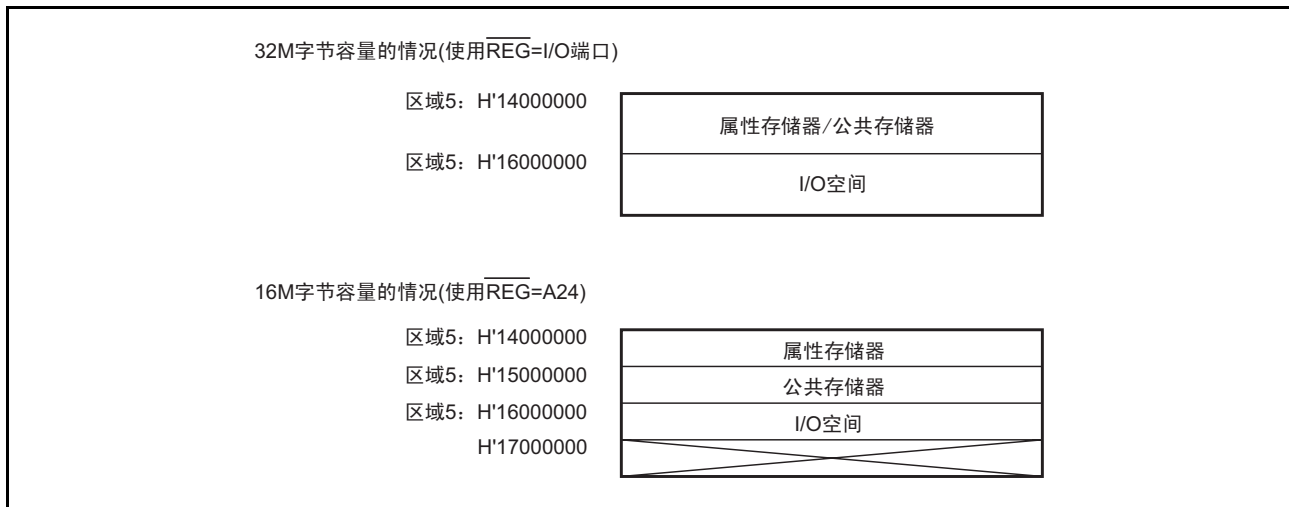 32M字节容量的情况(使用REG=I/O端口)
区域5：H'14000000
属性存储器/公共存储器
区域5：H'16000000
I/O空间
16M字节容量的情况(使用REG=A24)
区域5：H'14000000
属性存储器
区域5：H'15000000
公共存储器
区域5：H'16000000
I/O空间
H'17000000